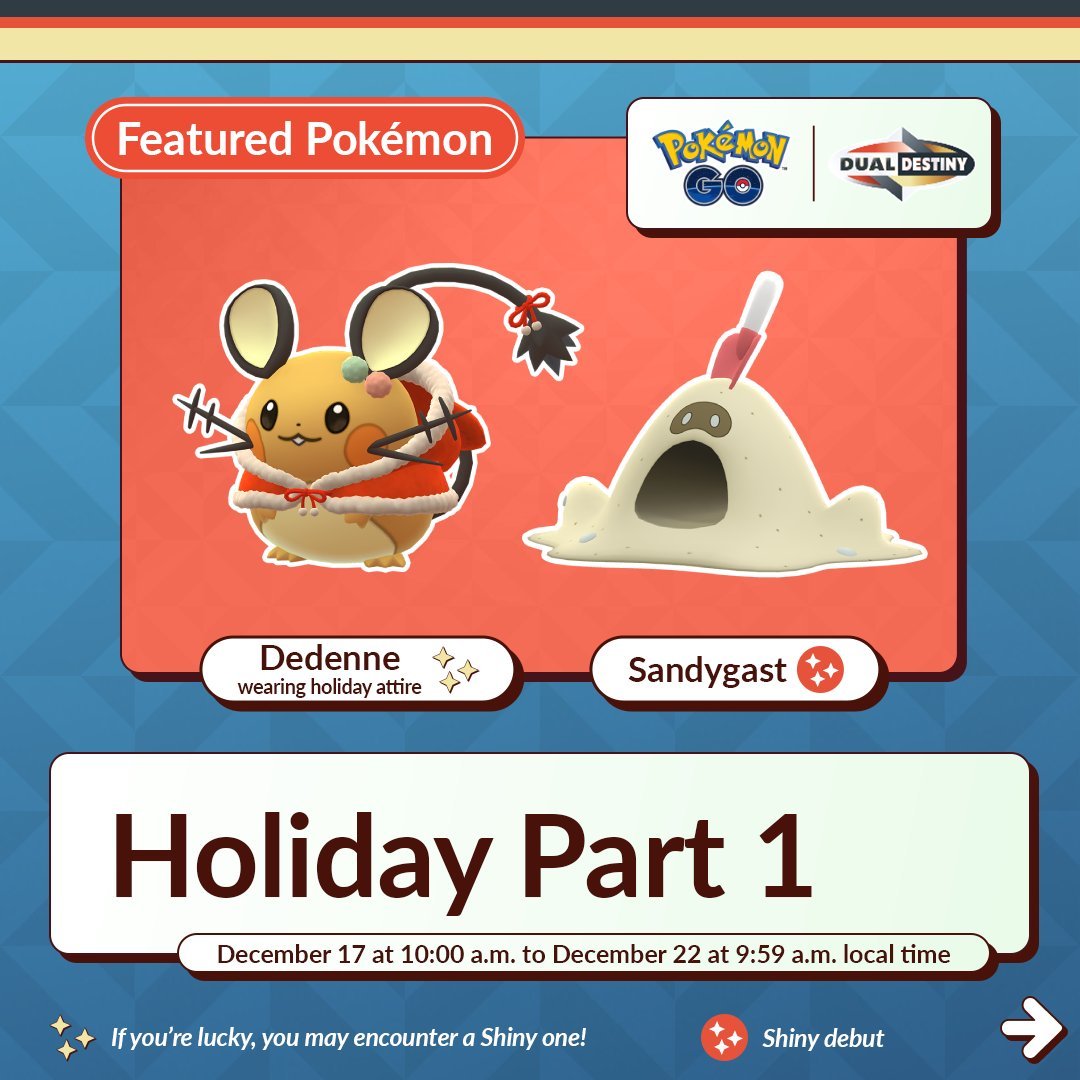 Featured Pokémon
POKéMON
GO
DUAL DESTINY
Dedenne
wearing holiday attire
Sandygast
Holiday Part 1
December 17 at 10:00 a.m. to December 22 at 9:59 a.m. local time
If you’re lucky, you may encounter a Shiny one!
Shiny debut